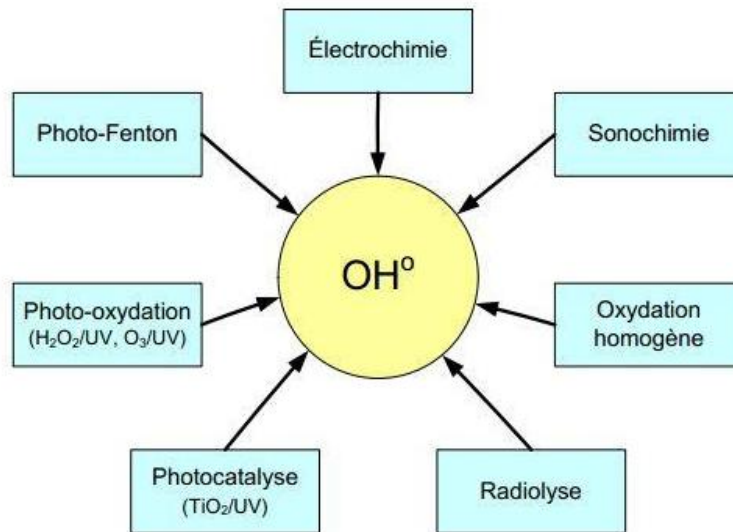 Électrochimie
Photo-Fenton
Sonochimie
OH°
Photo-oxydation
(H₂O₂/UV, O₃/UV)
Oxydation
homogène
Photocatalyse
(TiO₂/UV)
Radiolyse